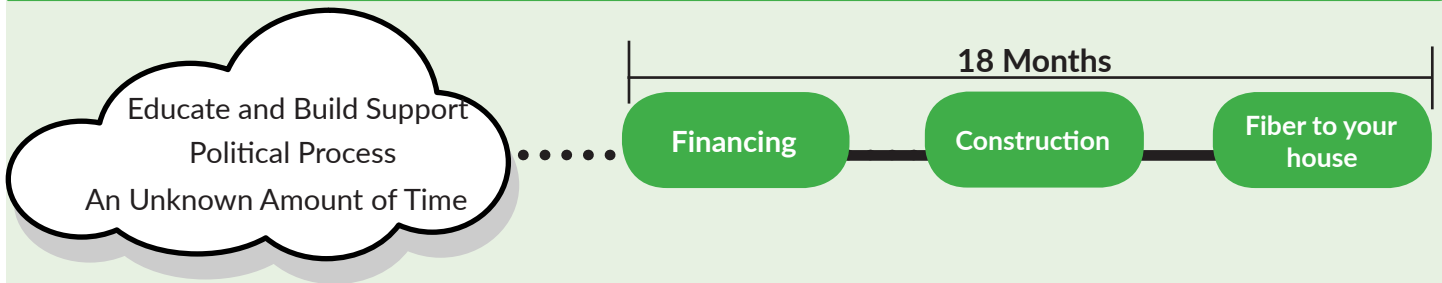 Educate and Build Support
Political Process
An Unknown Amount of Time
18 Months
Financing
Construction
Fiber to your
house